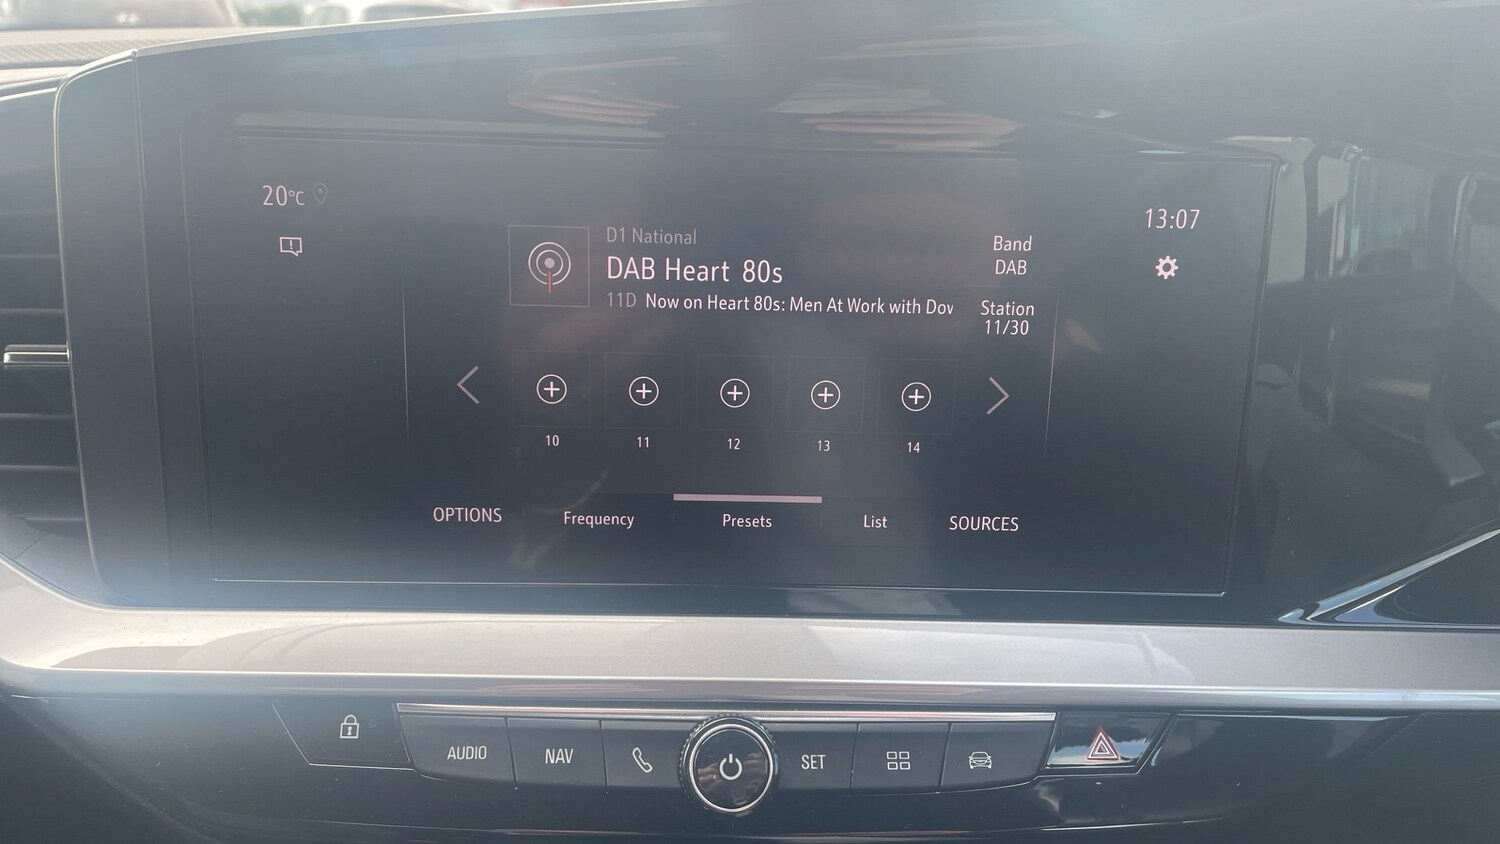 20°C
13:07
D1 National
DAB Heart 80s
11D Now on Heart 80s: Men At Work with Dov
Band
DAB
Station
11/30
10 11 12 13 14
OPTIONS Frequency Presets List SOURCES
AUDIO NAV SET